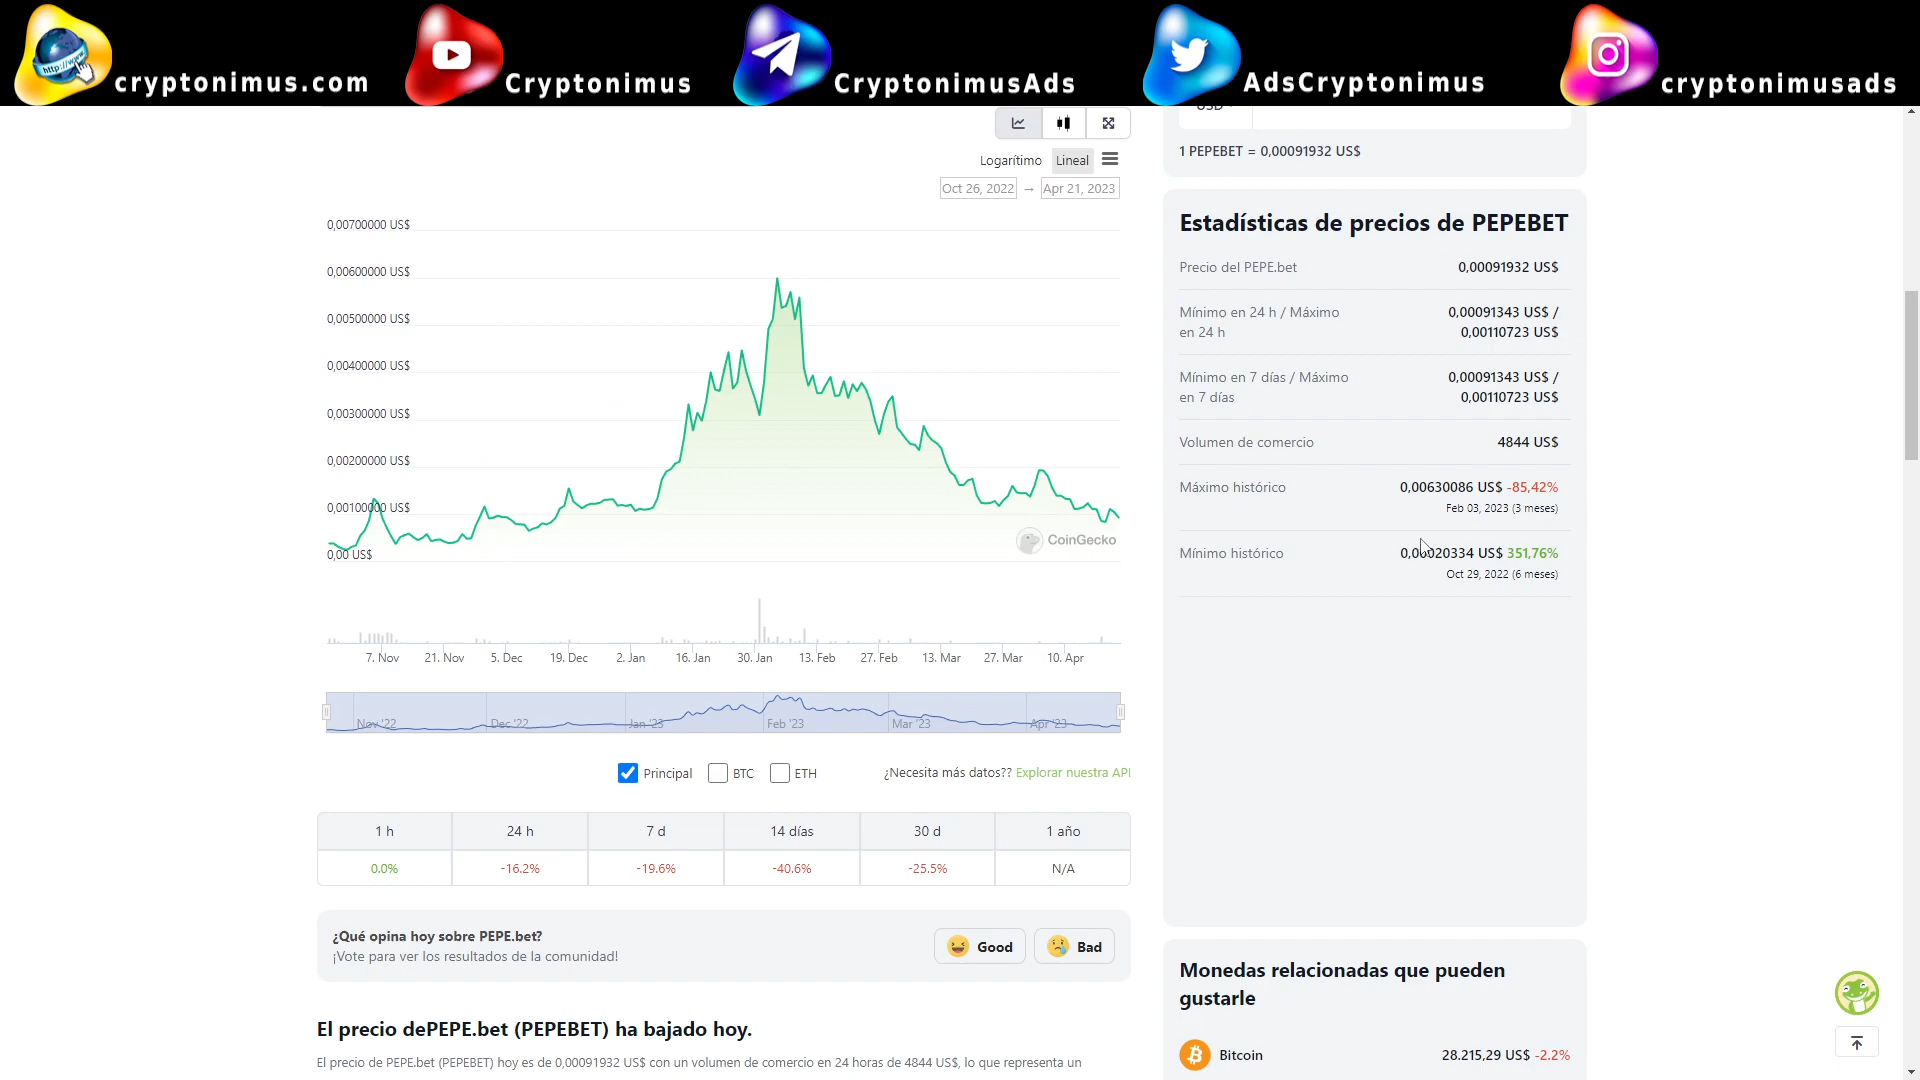 cryptonimus.com
Cryptonimus
CryptonimusAds
AdsCryptonimus
cryptonimusads
http://www
Logarítimo Lineal
Oct 26, 2022 → Apr 21, 2023
0,00700000 US$
0,00600000 US$
0,00500000 US$
0,00400000 US$
0,00300000 US$
0,00200000 US$
0,00100000 US$
0,00 US$
CoinGecko
7. Nov 21. Nov 5. Dec 19. Dec 2. Jan 16. Jan 30. Jan 13. Feb 27. Feb 13. Mar 27. Mar 10. Apr
Nov '22 Dec '22 Jan '23 Feb '23 Mar '23 Apr '23
Principal BTC ETH
¿Necesita más datos?? Explorar nuestra API
1 h 24 h 7 d 14 días 30 d 1 año
0.0% -16.2% -19.6% -40.6% -25.5% N/A
¿Qué opina hoy sobre PEPE.bet?
¡Vote para ver los resultados de la comunidad!
Good Bad
El precio dePEPE.bet (PEPEBET) ha bajado hoy.
El precio de PEPE.bet (PEPEBET) hoy es de 0,00091932 US$ con un volumen de comercio en 24 horas de 4844 US$, lo que representa un
USD
1 PEPEBET = 0,00091932 US$
Estadísticas de precios de PEPEBET
Precio del PEPE.bet 0,00091932 US$
Mínimo en 24 h / Máximo 0,00091343 US$ /
en 24 h 0,00110723 US$
Mínimo en 7 días / Máximo 0,00091343 US$ /
en 7 días 0,00110723 US$
Volumen de comercio 4844 US$
Máximo histórico 0,00630086 US$ -85,42%
Feb 03, 2023 (3 meses)
Mínimo histórico 0,00020334 US$ 351,76%
Oct 29, 2022 (6 meses)
Monedas relacionadas que pueden
gustarle
Bitcoin 28.215,29 US$ -2.2%